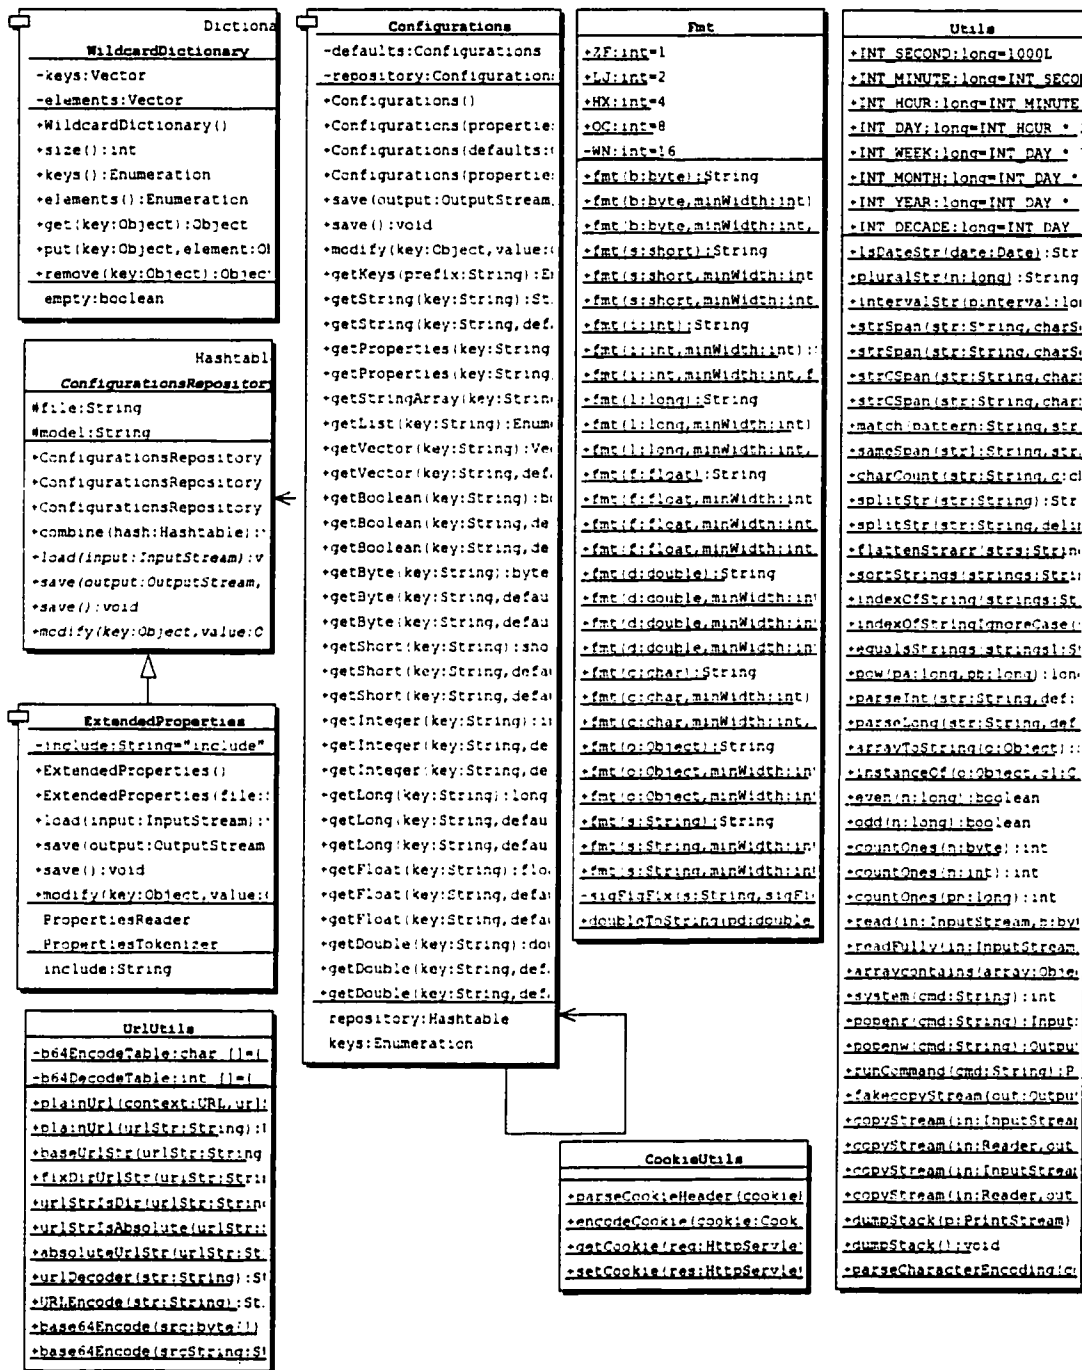 Dictiona
WildcardDictionary
-keys:Vector
-elements:Vector
+WildcardDictionary()
+size():int
+keys():Enumeration
+elements():Enumeration
+get(key:Object):Object
+put(key:Object,element:Ob
+remove(key:Object):Objec
empty:boolean
Hashtabl
ConfigurationsRepository
#file:String
#model:String
+ConfigurationsRepository
+ConfigurationsRepository
+ConfigurationsRepository
+combine(hash:Hashtable):
+load(input:InputStream):v
+save(output:OutputStream,
+save():void
+modify(key:Object,value:O
ExtendedProperties
-include:String="include"
+ExtendedProperties()
+ExtendedProperties(file:
+load(input:InputStream):
+save(output:OutputStream
+save():void
+modify(key:Object,value:
PropertiesReader
PropertiesTokenizer
include:String
UrlUtils
-b64EncodeTable:char []={
-b64DecodeTable:int []={
+plainUrl(context:URL,url:
+plainUrl(urlStr:String):
+baseUrlStr(urlStr:String
+fixDirUrlStr(urlStr:Stri
+urlStrIsDir(urlStr:Strin
+urlStrIsAbsolute(urlStr:
+absoluteUrlStr(urlStr:St
+urlDecoder(str:String):St
+URLEncode(str:String):St
+base64Encode(src:byte[])
+base64Encode(srcString:St
Configurations
-defaults:Configurations
-repository:Configuration
+Configurations()
+Configurations(propertie
+Configurations(defaults:
+Configurations(propertie
+save(output:OutputStream,
+save():void
+modify(key:Object,value:
+getKeys(prefix:String):E
+getString(key:String):St
+getString(key:String,def
+getProperties(key:String
+getProperties(key:String
+getStringArray(key:Strin
+getList(key:String):Enum
+getVector(key:String):Ve
+getVector(key:String,def
+getBoolean(key:String):b
+getBoolean(key:String,de
+getBoolean(key:String,de
+getByte(key:String):byte
+getByte(key:String,defau
+getByte(key:String,defau
+getShort(key:String):sho
+getShort(key:String,defa
+getShort(key:String,defa
+getInteger(key:String):i
+getInteger(key:String,de
+getInteger(key:String,de
+getLong(key:String):long
+getLong(key:String,defau
+getLong(key:String,defau
+getFloat(key:String):flo
+getFloat(key:String,defa
+getFloat(key:String,defa
+getDouble(key:String):do
+getDouble(key:String,def
+getDouble(key:String,def
repository:Hashtable
keys:Enumeration
Fmt
+ZF:int=1
+LJ:int=2
+HX:int=4
+OC:int=8
-WN:int=16
+fmt(b:byte):String
+fmt(b:byte,minWidth:int)
+fmt(b:byte,minWidth:int,
+fmt(s:short):String
+fmt(s:short,minWidth:int
+fmt(s:short,minWidth:int
+fmt(i:int):String
+fmt(i:int,minWidth:int):
+fmt(i:int,minWidth:int,f
+fmt(l:long):String
+fmt(l:long,minWidth:int)
+fmt(l:long,minWidth:int,
+fmt(f:float):String
+fmt(f:float,minWidth:int
+fmt(f:float,minWidth:int
+fmt(f:float,minWidth:int
+fmt(d:double):String
+fmt(d:double,minWidth:in
+fmt(d:double,minWidth:in
+fmt(d:double,minWidth:in
+fmt(c:char):String
+fmt(c:char,minWidth:int)
+fmt(c:char,minWidth:int,
+fmt(o:Object):String
+fmt(o:Object,minWidth:in
+fmt(o:Object,minWidth:in
+fmt(s:String):String
+fmt(s:String,minWidth:in
+fmt(s:String,minWidth:in
-sigFigFix(s:String,sigFi
+doubleToString(pd:double
CookieUtils
+parseCookieHeader(cookie
+encodeCookie(cookie:Cook
+getCookie(req:HttpServle
+setCookie(res:HttpServle
Utils
+INT_SECOND:long=1000L
+INT_MINUTE:long=INT_SECO
+INT_HOUR:long=INT_MINUTE
+INT_DAY:long=INT_HOUR *
+INT_WEEK:long=INT_DAY *
+INT_MONTH:long=INT_DAY *
+INT_YEAR:long=INT_DAY *
+INT_DECADE:long=INT_DAY
+lsDateStr(date:Date):Str
+pluralStr(n:long):String
+intervalStr(pinterval:lo
+strSpan(str:String,charS
+strSpan(str:String,charS
+strCSpan(str:String,char
+strCSpan(str:String,char
+match(pattern:String,str
+sameSpan(str1:String,str
+charCount(str:String,c:c
+splitStr(str:String):Str
+splitStr(str:String,deli
+flattenStrarr(strs:Strin
+sortStrings(strings:Stri
+indexOfString(strings:St
+indexOfStringIgnoreCase(
+equalsStrings(strings1:St
+pow(pa:long,pb:long):lon
+parseInt(str:String,def:
+parseLong(str:String,def
+arrayToString(o:Object):
+instanceOf(o:Object,cl:C
+even(n:long):boolean
+odd(n:long):boolean
+countOnes(n:byte):int
+countOnes(n:int):int
+countOnes(pn:long):int
+read(in:InputStream,b:by
+readFully(in:InputStream
+arraycontains(array:Obje
+system(cmd:String):int
+popenr(cmd:String):Input
+popenw(cmd:String):Outpu
+runCommand(cmd:String):P
+fakecopyStream(out:Outpu
+copyStream(in:InputStrea
+copyStream(in:Reader,out
+copyStream(in:InputStrea
+copyStream(in:Reader,out
+dumpStack(p:PrintStream)
+dumpStack():void
+parseCharacterEncoding(c